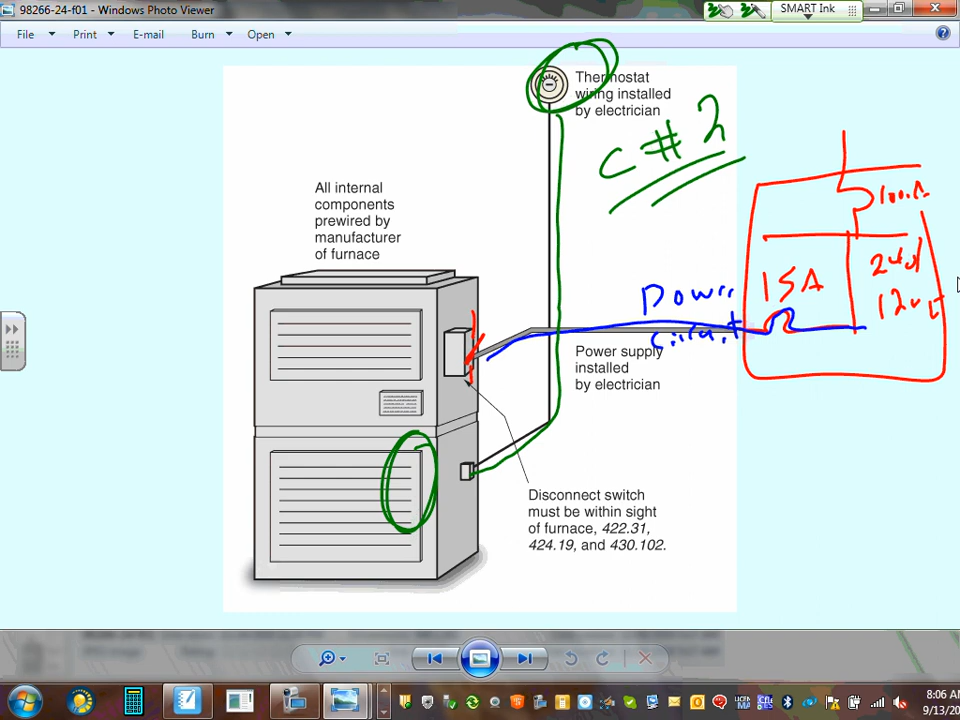 98266-24-f01 - Windows Photo Viewer
SMART Ink
File Print E-mail Burn Open
Thermostat
wiring installed
by electrician
C # 2
All internal
components
prewired by
manufacturer
of furnace
100A
15A
Power
circuit
Power supply
installed
by electrician
Disconnect switch
must be within sight
of furnace, 422.31,
424.19, and 430.102.
8:06 AM
9/13/20